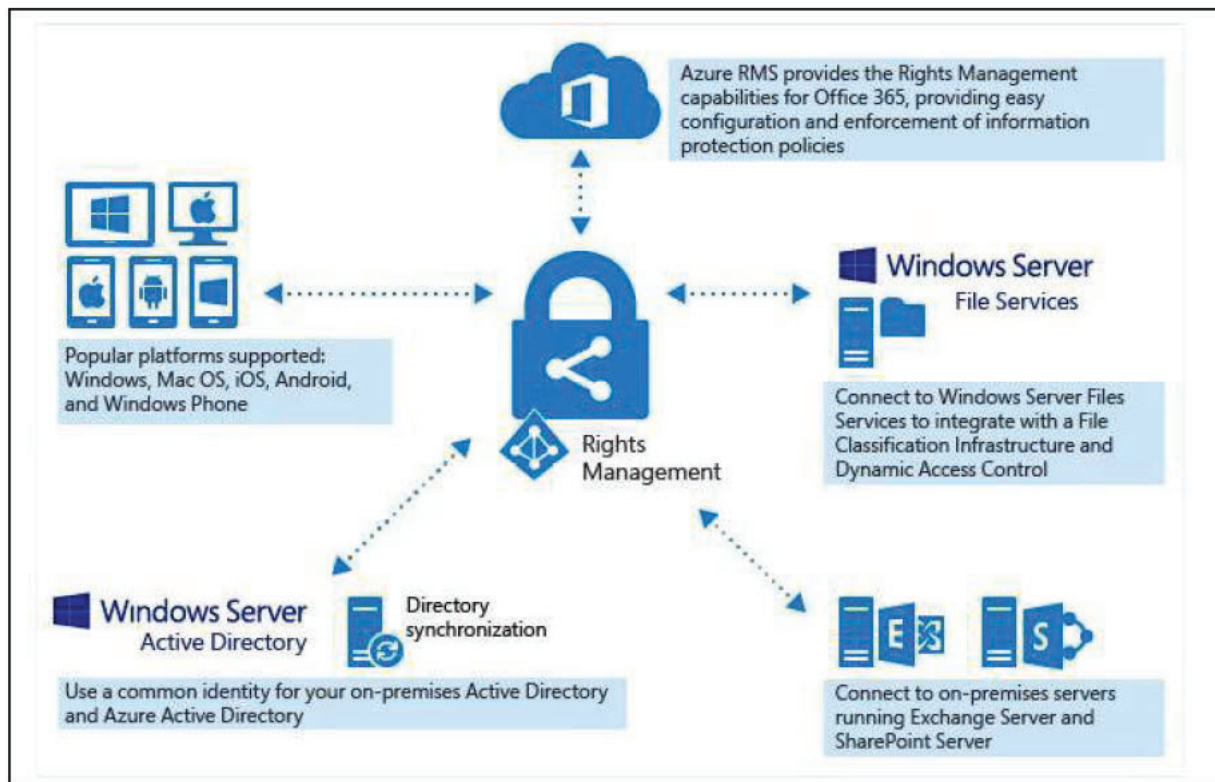 Azure RMS provides the Rights Management
capabilities for Office 365, providing easy
configuration and enforcement of information
protection policies
Popular platforms supported:
Windows, Mac OS, iOS, Android,
and Windows Phone
Windows Server
File Services
Connect to Windows Server Files
Services to integrate with a File
Classification Infrastructure and
Dynamic Access Control
Rights
Management
Windows Server
Active Directory
Directory
synchronization
Use a common identity for your on-premises Active Directory
and Azure Active Directory
E
S
Connect to on-premises servers
running Exchange Server and
SharePoint Server